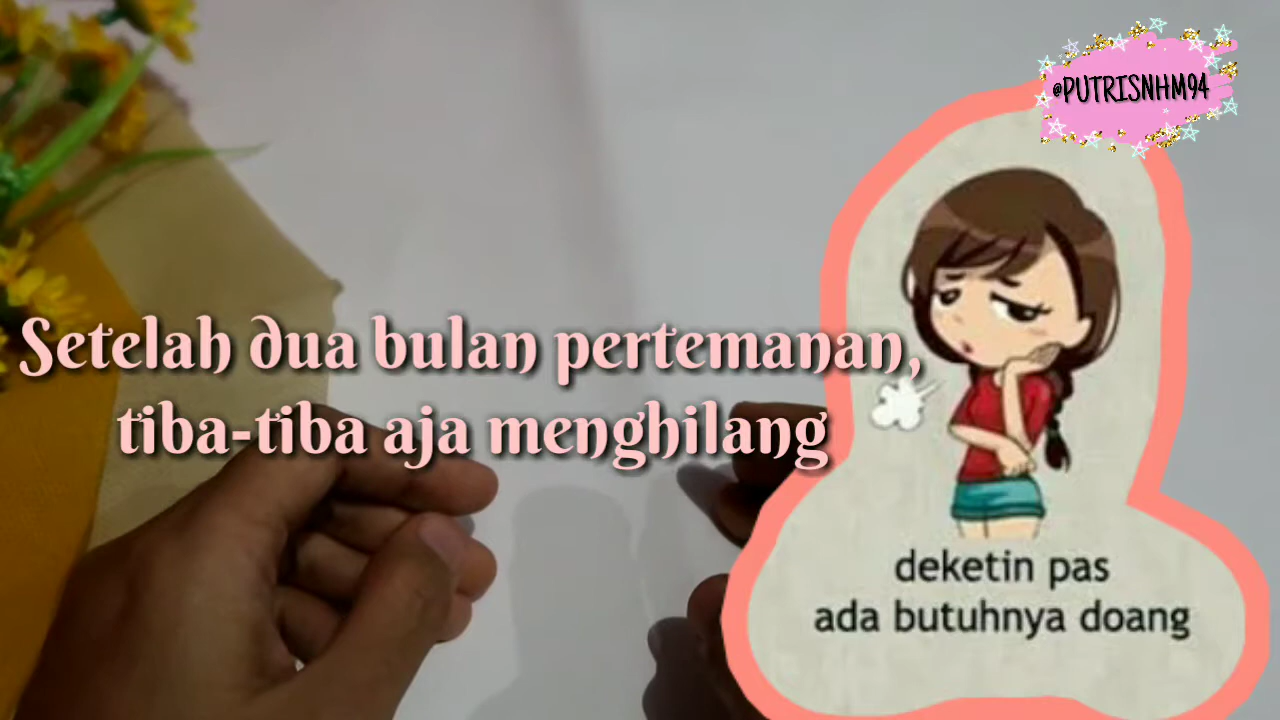 @PUTRISNHM94
Setelah dua bulan pertemanan,
tiba-tiba aja menghilang
deketin pas
ada butuhnya doang